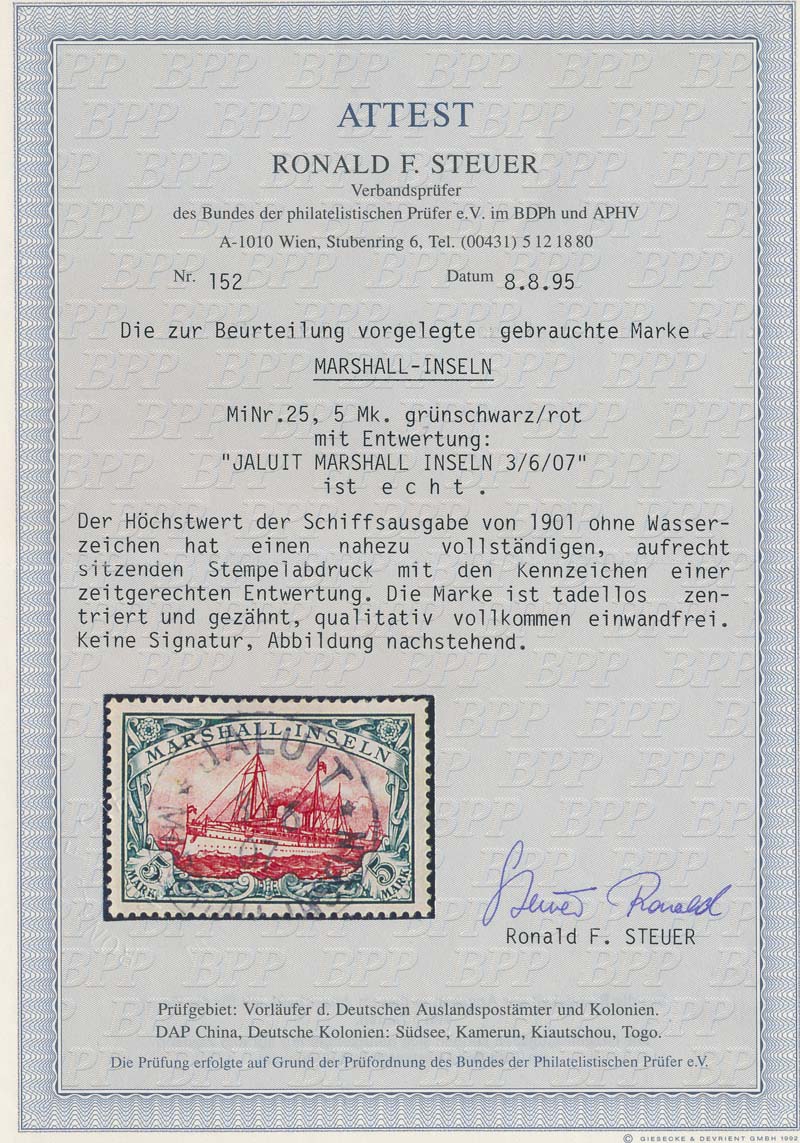 ATTEST
RONALD F. STEUER
Verbandsprüfer
des Bundes der philatelistischen Prüfer e.V. im BDPh und APHV
A-1010 Wien, Stubenring 6, Tel. (00431) 5 12 18 80
Nr. 152 Datum 8.8.95
Die zur Beurteilung vorgelegte gebrauchte Marke
MARSHALL-INSELN
MiNr.25, 5 Mk. grünschwarz/rot
mit Entwertung:
"JALUIT MARSHALL INSELN 3/6/07"
ist e c h t .
Der Höchstwert der Schiffsausgabe von 1901 ohne Wasser-
zeichen hat einen nahezu vollständigen, aufrecht
sitzenden Stempelabdruck mit den Kennzeichen einer
zeitgerechten Entwertung. Die Marke ist tadellos zen-
triert und gezähnt, qualitativ vollkommen einwandfrei.
Keine Signatur, Abbildung nachstehend.
MARSHALL-INSELN
JALUIT
5 MARK
5 MARK
Steuer Ronald
Ronald F. STEUER
Prüfgebiet: Vorläufer d. Deutschen Auslandspostämter und Kolonien.
DAP China, Deutsche Kolonien: Südsee, Kamerun, Kiautschou, Togo.
Die Prüfung erfolgte auf Grund der Prüfordnung des Bundes der Philatelistischen Prüfer e.V.
© GIESECKE & DEVRIENT GMBH 1992